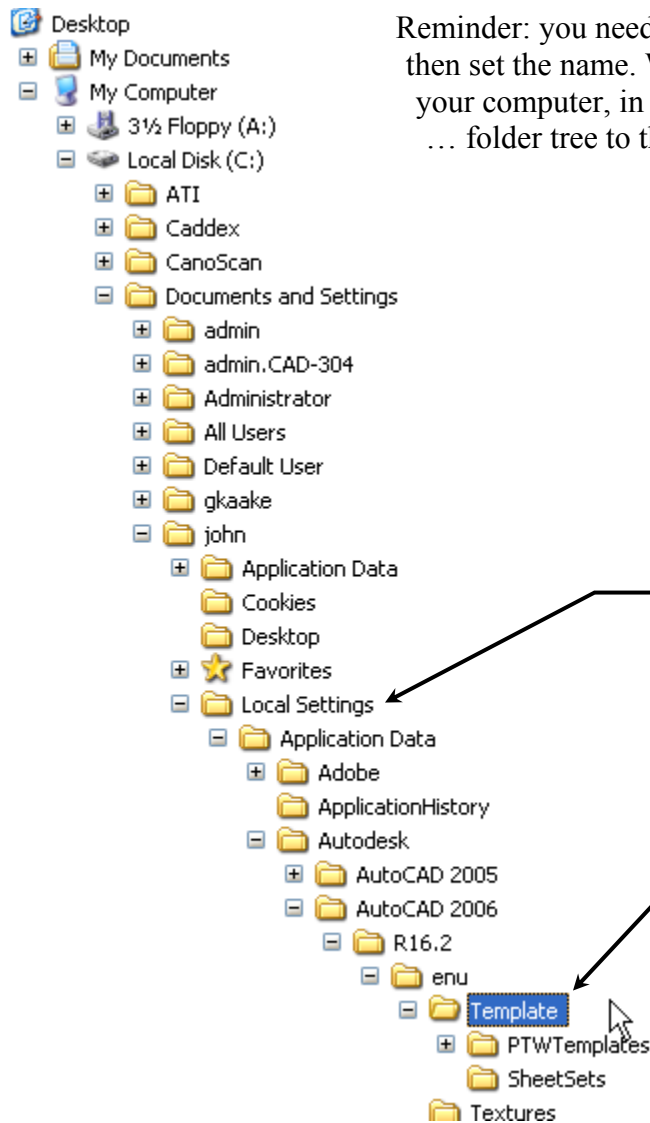 Desktop
Reminder: you need
My Documents
then set the name.
My Computer
your computer, in
3½ Floppy (A:)
… folder tree to
Local Disk (C:)
ATI
Caddex
CanoScan
Documents and Settings
admin
admin.CAD-304
Administrator
All Users
Default User
gkaake
john
Application Data
Cookies
Desktop
Favorites
Local Settings
Application Data
Adobe
ApplicationHistory
Autodesk
AutoCAD 2005
AutoCAD 2006
R16.2
enu
Template
PTWTemplates
SheetSets
Textures